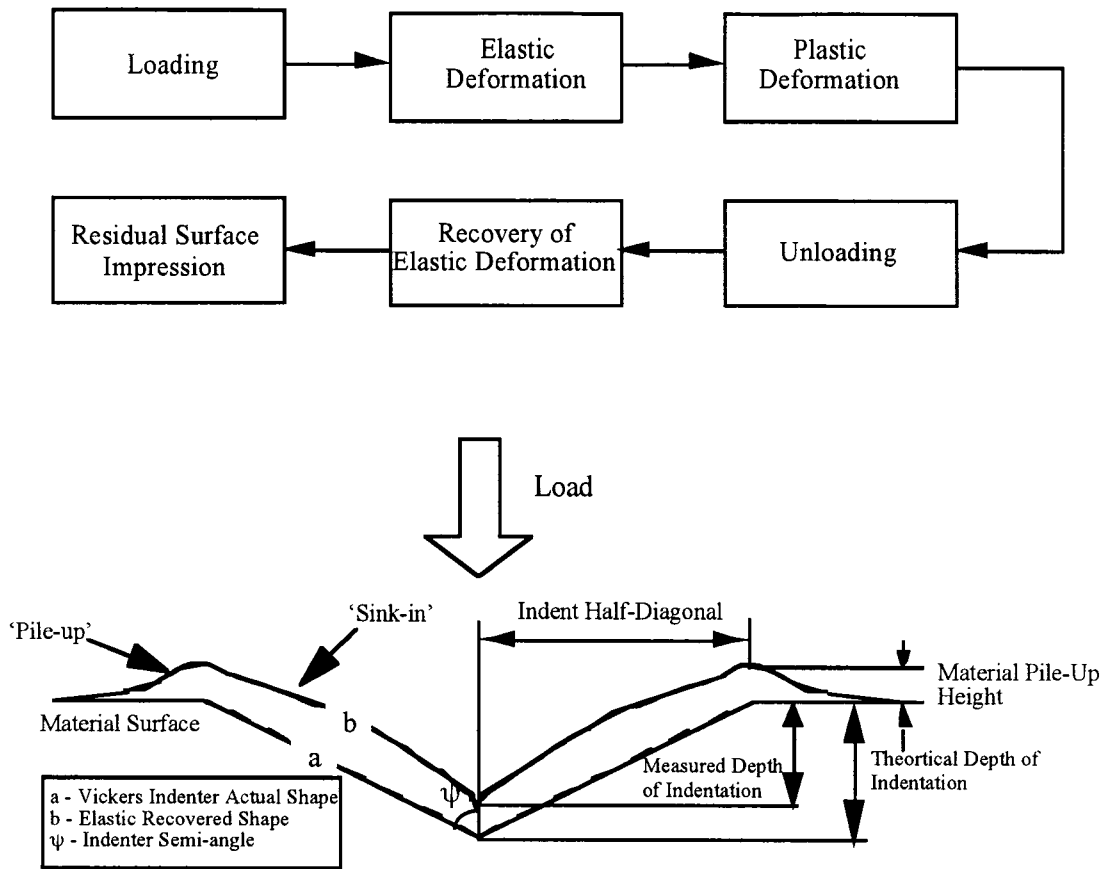 Loading
Elastic
Deformation
Plastic
Deformation
Residual Surface
Impression
Recovery of
Elastic Deformation
Unloading
Load
'Pile-up'
'Sink-in'
Indent Half-Diagonal
Material Pile-Up
Height
Material Surface
b
a
ψ
Measured Depth
of Indentation
Theortical Depth of
Indentation
a - Vickers Indenter Actual Shape
b - Elastic Recovered Shape
ψ - Indenter Semi-angle